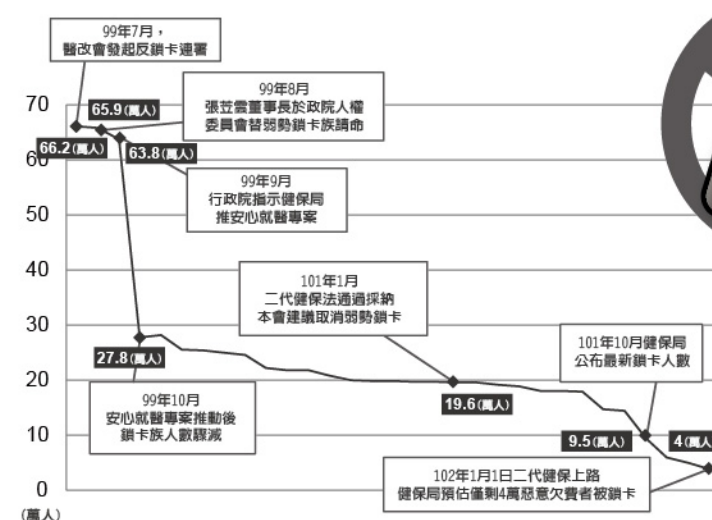 99年7月，
醫改會發起反鎖卡連署
99年8月
張苙雲董事長於政院人權
委員會替弱勢鎖卡族請命
65.9(萬人)
66.2(萬人)
63.8(萬人)
99年9月
行政院指示健保局
推安心就醫專案
101年1月
二代健保法通過採納
本會建議取消弱勢鎖卡
101年10月健保局
公布最新鎖卡人數
27.8(萬人)
99年10月
安心就醫專案推動後
鎖卡族人數驟減
19.6(萬人)
9.5(萬人)
4(萬人
102年1月1日二代健保上路
健保局預估僅剩4萬惡意欠費者被鎖卡
70
60
50
40
30
20
10
0
(萬人)